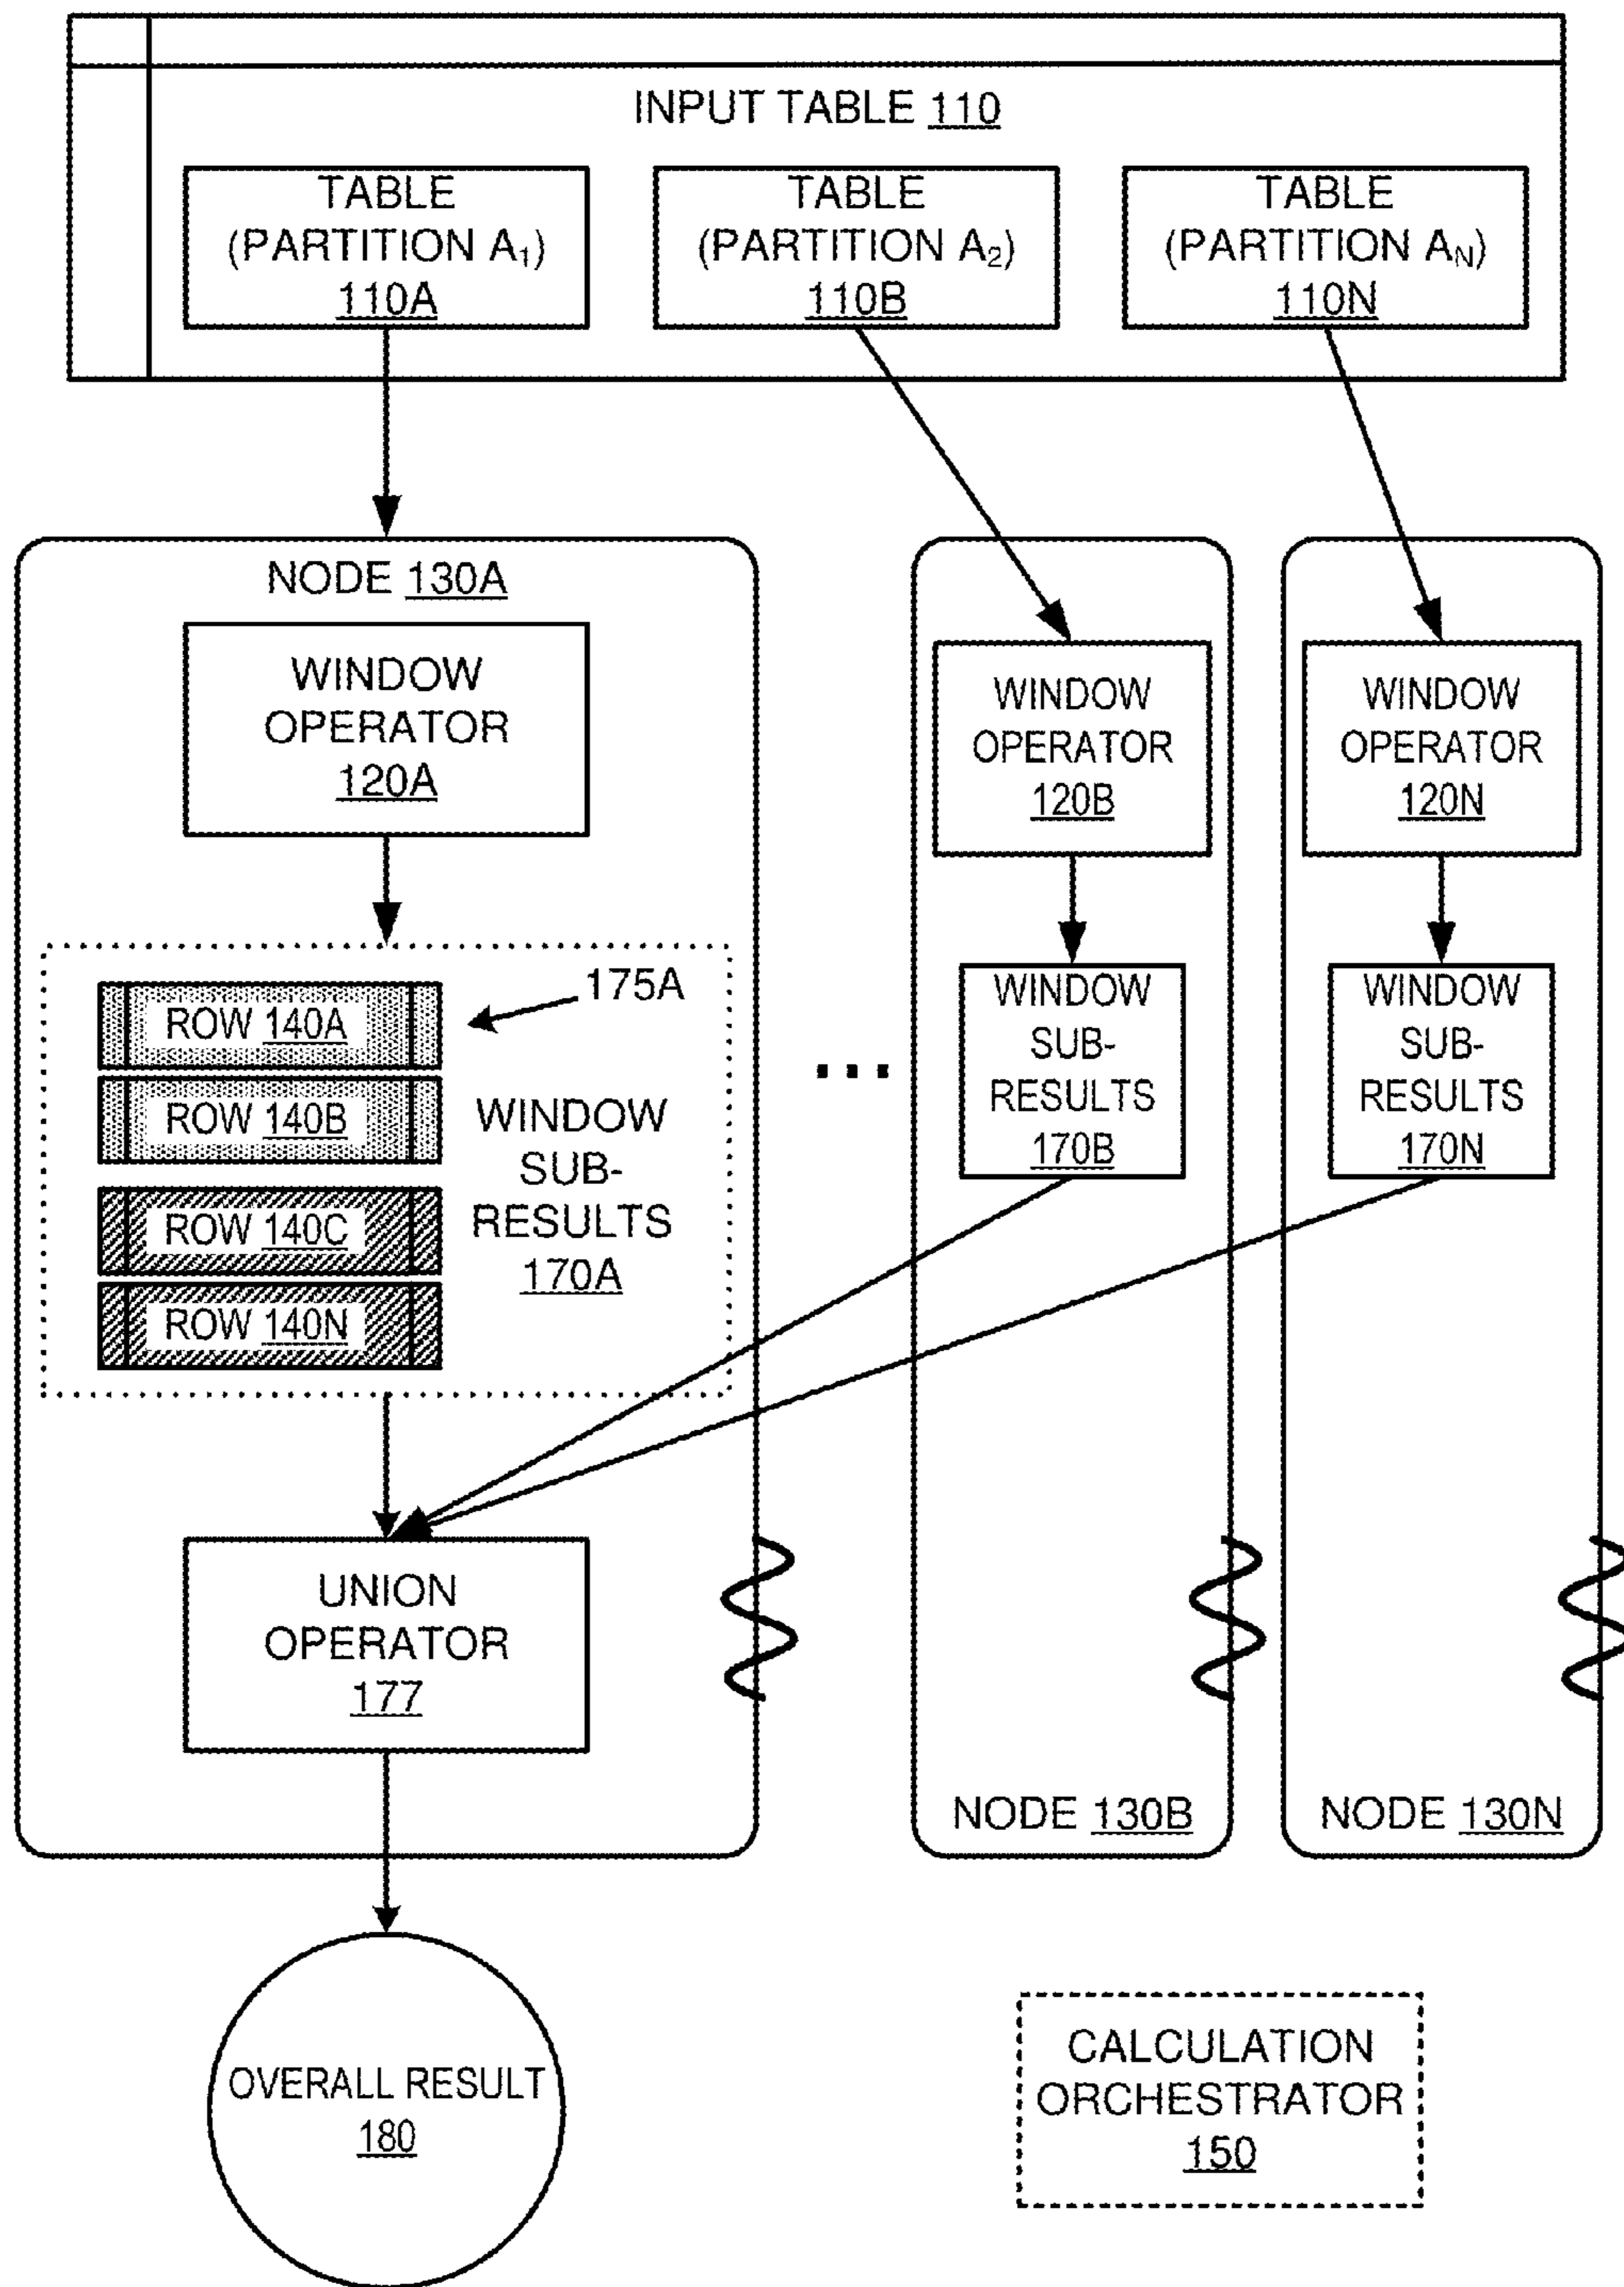 INPUT TABLE 110
TABLE
(PARTITION A₁)
110A
TABLE
(PARTITION A₂)
110B
TABLE
(PARTITION Aɴ)
110N
NODE 130A
WINDOW
OPERATOR
120A
WINDOW
OPERATOR
120B
WINDOW
OPERATOR
120N
175A
ROW 140A
ROW 140B
ROW 140C
ROW 140N
WINDOW
SUB-
RESULTS
170A
...
WINDOW
SUB-
RESULTS
170B
WINDOW
SUB-
RESULTS
170N
UNION
OPERATOR
177
NODE 130B
NODE 130N
OVERALL RESULT
180
CALCULATION
ORCHESTRATOR
150